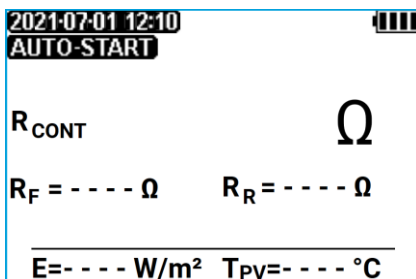 2021-07-01 12:10
AUTO-START
RCONT Ω
RF = - - - - Ω RR = - - - - Ω
E=- - - - W/m² TPV=- - - - °C